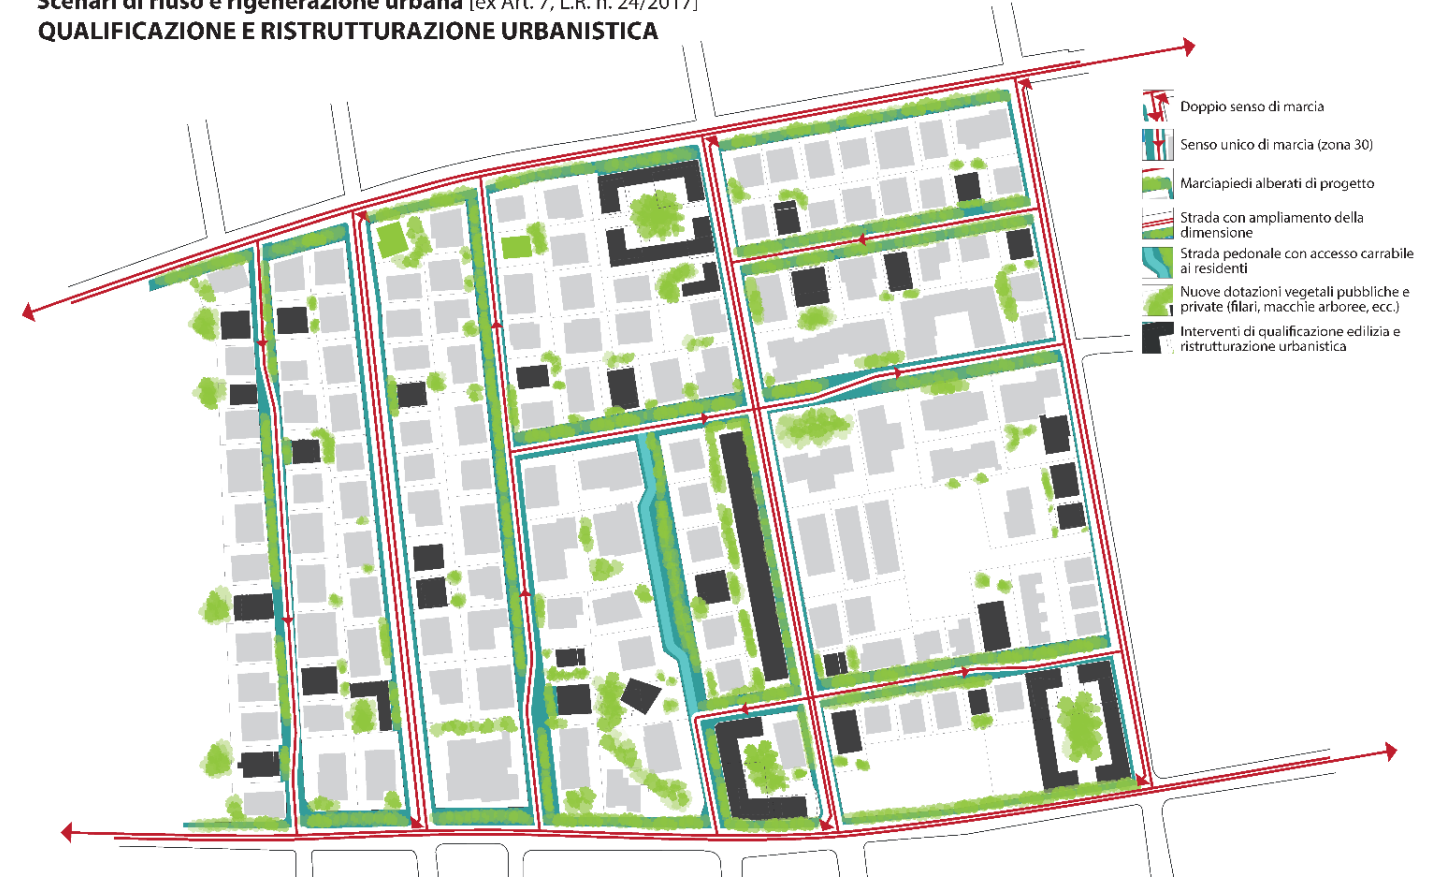 Scenari di riuso e rigenerazione urbana [ex Art. 7, L.R. n. 24/2017]
QUALIFICAZIONE E RISTRUTTURAZIONE URBANISTICA
Doppio senso di marcia
Senso unico di marcia (zona 30)
Marciapiedi alberati di progetto
Strada con ampliamento della
dimensione
Strada pedonale con accesso carrabile
ai residenti
Nuove dotazioni vegetali pubbliche e
private (filari, macchie arboree, ecc.)
Interventi di qualificazione edilizia e
ristrutturazione urbanistica